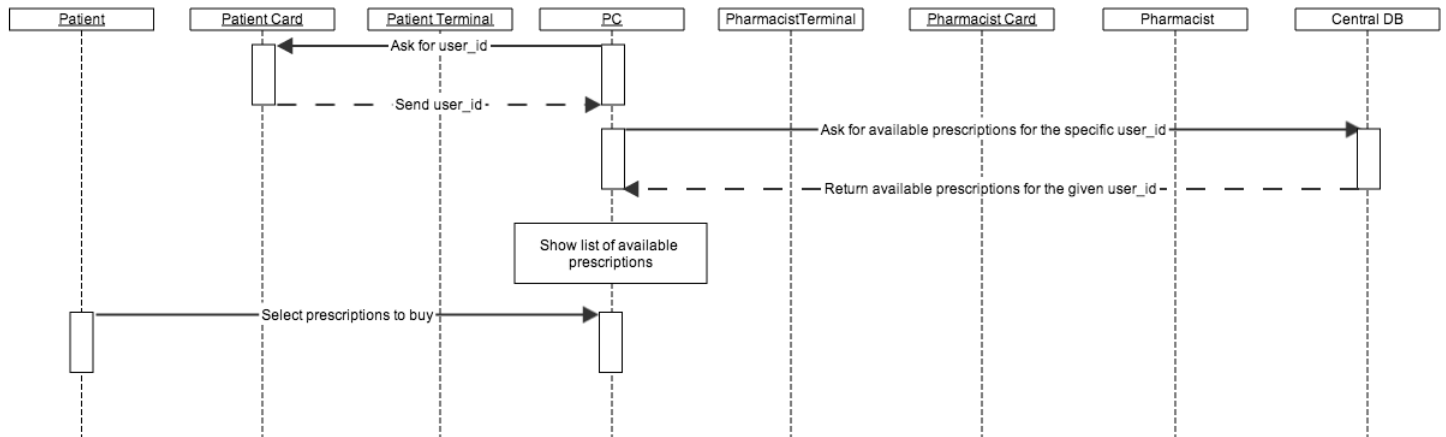 Patient
Patient Card
Patient Terminal
PC
PharmacistTerminal
Pharmacist Card
Pharmacist
Central DB
Ask for user_id
Send user_id
Ask for available prescriptions for the specific user_id
Return available prescriptions for the given user_id
Show list of available
prescriptions
Select prescriptions to buy